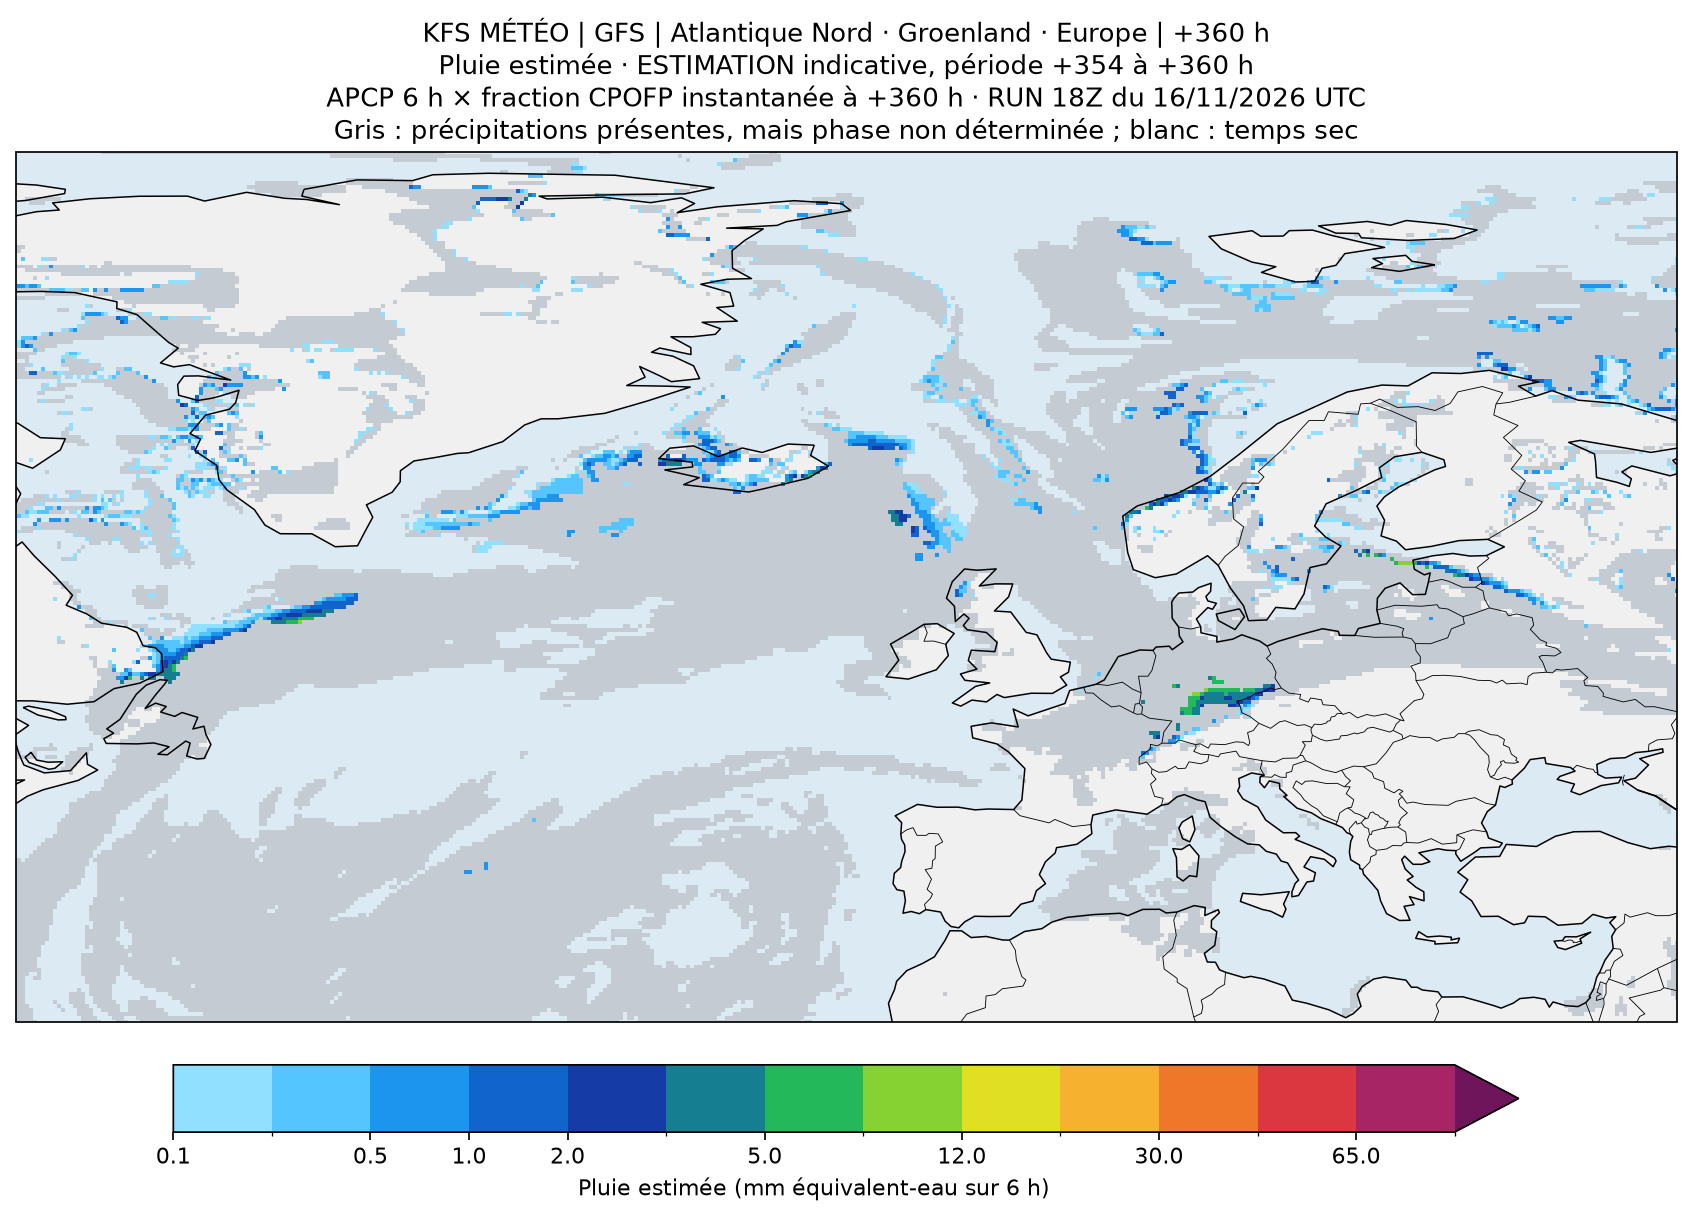 KFS MÉTÉO | GFS | Atlantique Nord · Groenland · Europe | +360 h
Pluie estimée · ESTIMATION indicative, période +354 à +360 h
APCP 6 h × fraction CPOFP instantanée à +360 h · RUN 18Z du 16/11/2026 UTC
Gris : précipitations présentes, mais phase non déterminée ; blanc : temps sec
0.1 0.5 1.0 2.0 5.0 12.0 30.0 65.0
Pluie estimée (mm équivalent-eau sur 6 h)